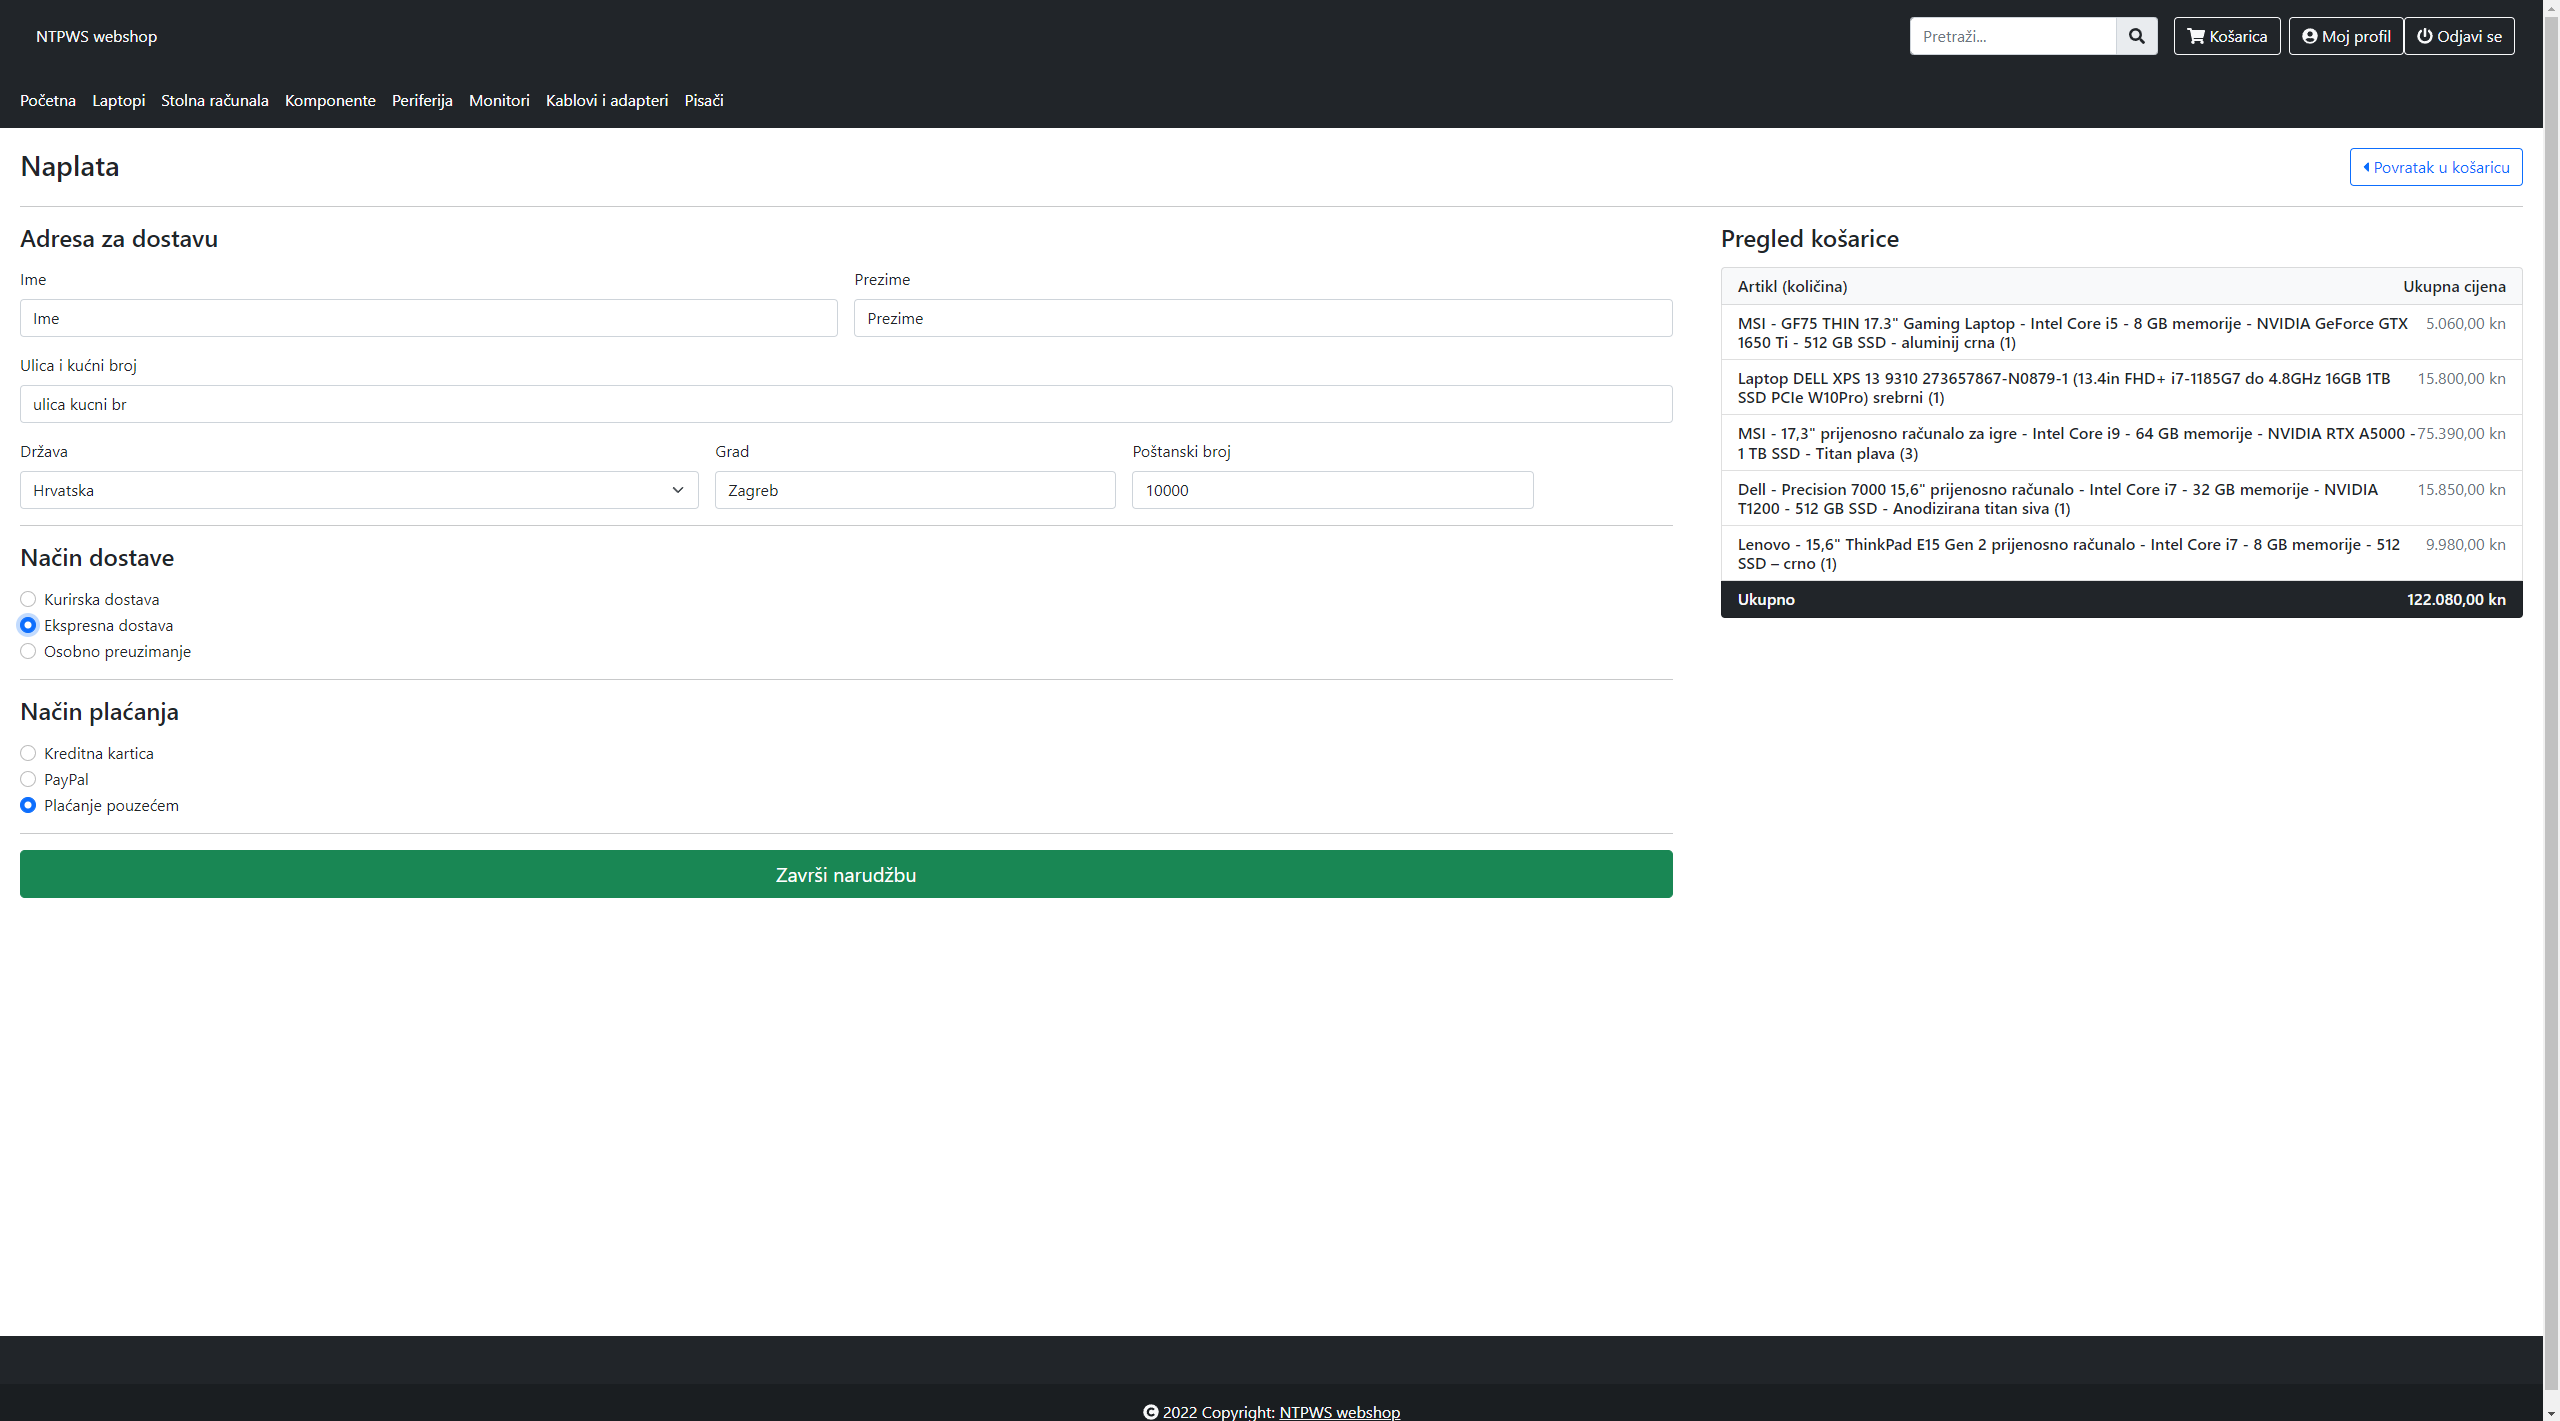 NTPWS webshop
Pretraži...
Košarica
Moj profil
Odjavi se
Početna Laptopi Stolna računala Komponente Periferija Monitori Kablovi i adapteri Pisači
Naplata
Povratak u košaricu
Adresa za dostavu
Ime
Prezime
Ime
Prezime
Ulica i kućni broj
ulica kucni br
Država
Grad
Poštanski broj
Hrvatska
Zagreb
10000
Način dostave
Kurirska dostava
Ekspresna dostava
Osobno preuzimanje
Način plaćanja
Kreditna kartica
PayPal
Plaćanje pouzećem
Završi narudžbu
Pregled košarice
Artikl (količina) Ukupna cijena
MSI - GF75 THIN 17.3" Gaming Laptop - Intel Core i5 - 8 GB memorije - NVIDIA GeForce GTX 5.060,00 kn
1650 Ti - 512 GB SSD - aluminij crna (1)
Laptop DELL XPS 13 9310 273657867-N0879-1 (13.4in FHD+ i7-1185G7 do 4.8GHz 16GB 1TB 15.800,00 kn
SSD PCIe W10Pro) srebrni (1)
MSI - 17,3" prijenosno računalo za igre - Intel Core i9 - 64 GB memorije - NVIDIA RTX A5000 - 75.390,00 kn
1 TB SSD - Titan plava (3)
Dell - Precision 7000 15,6" prijenosno računalo - Intel Core i7 - 32 GB memorije - NVIDIA 15.850,00 kn
T1200 - 512 GB SSD - Anodizirana titan siva (1)
Lenovo - 15,6" ThinkPad E15 Gen 2 prijenosno računalo - Intel Core i7 - 8 GB memorije - 512 9.980,00 kn
SSD – crno (1)
Ukupno 122.080,00 kn
2022 Copyright: NTPWS webshop